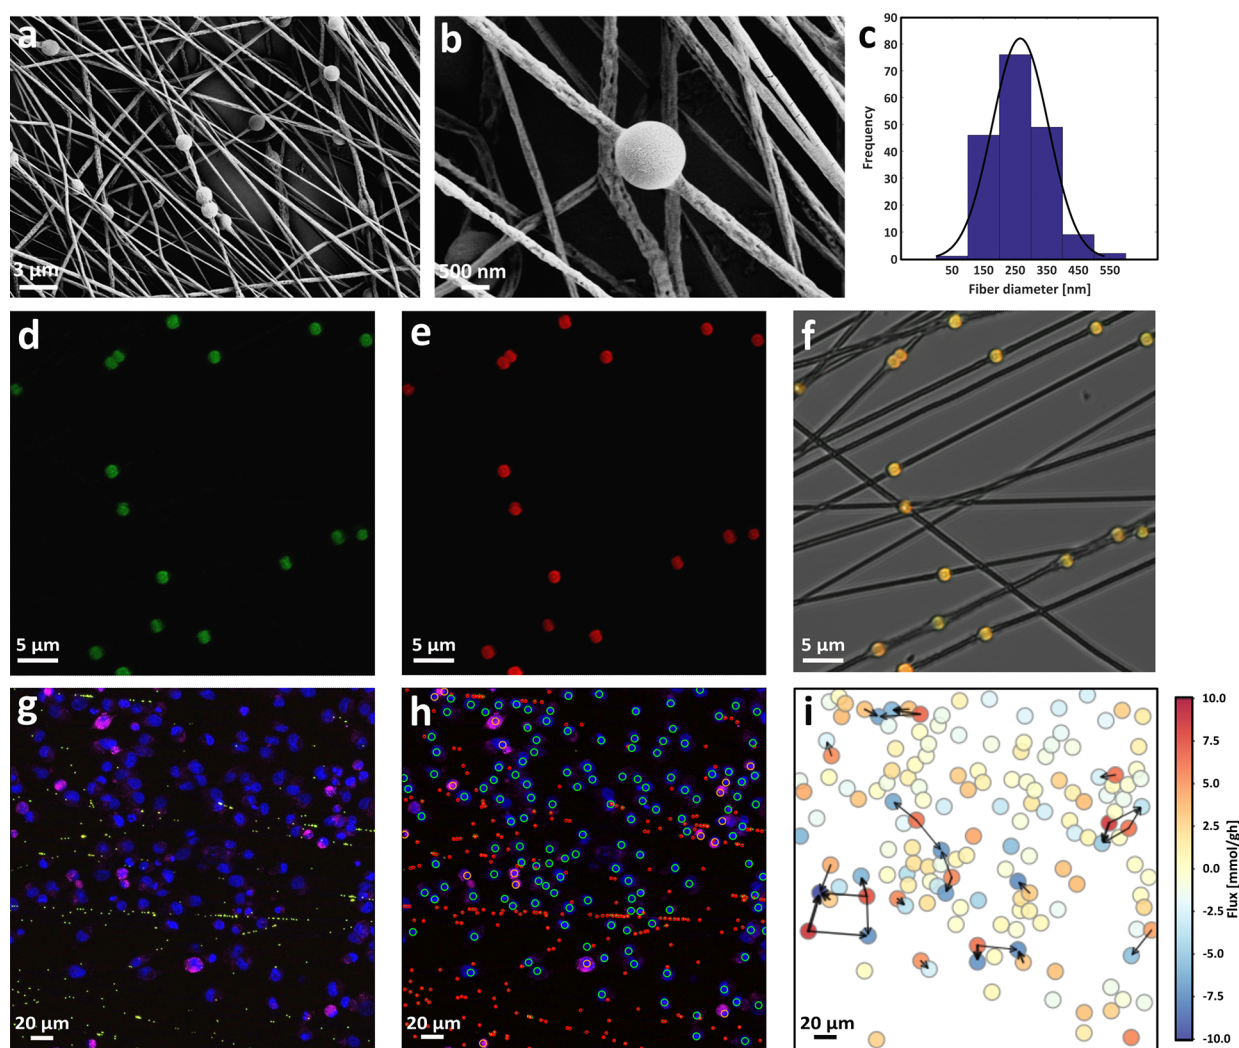 a
3 µm
b
500 nm
c
90
80
70
60
50
40
30
20
10
0
Frequency
50 150 250 350 450 550
Fiber diameter [nm]
d
5 µm
e
5 µm
f
5 µm
g
20 µm
h
20 µm
i
20 µm
10.0
7.5
5.0
2.5
0.0
-2.5
-5.0
-7.5
-10.0
Flux [mmol/gh]